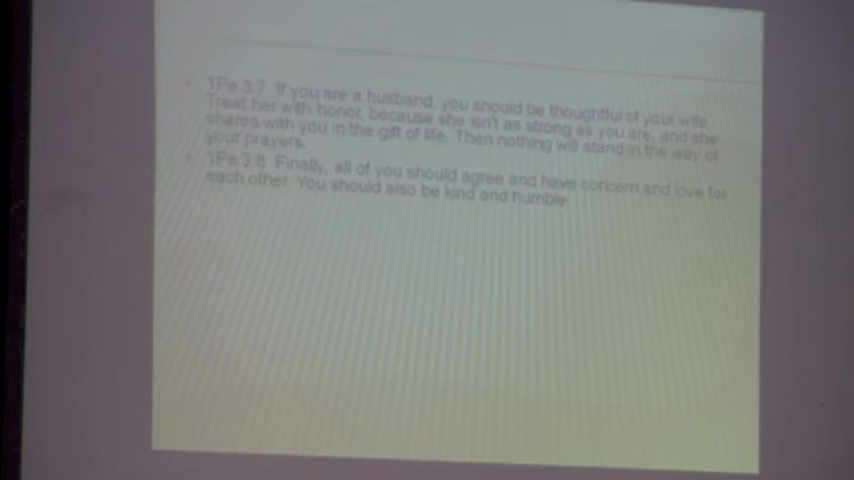 • 1Pe 3:7 If you are a husband, you should be thoughtful of your wife.
Treat her with honor, because she isn't as strong as you are, and she
shares with you in the gift of life. Then nothing will stand in the way of
your prayers.
• 1Pe 3:8 Finally, all of you should agree and have concern and love for
each other. You should also be kind and humble.